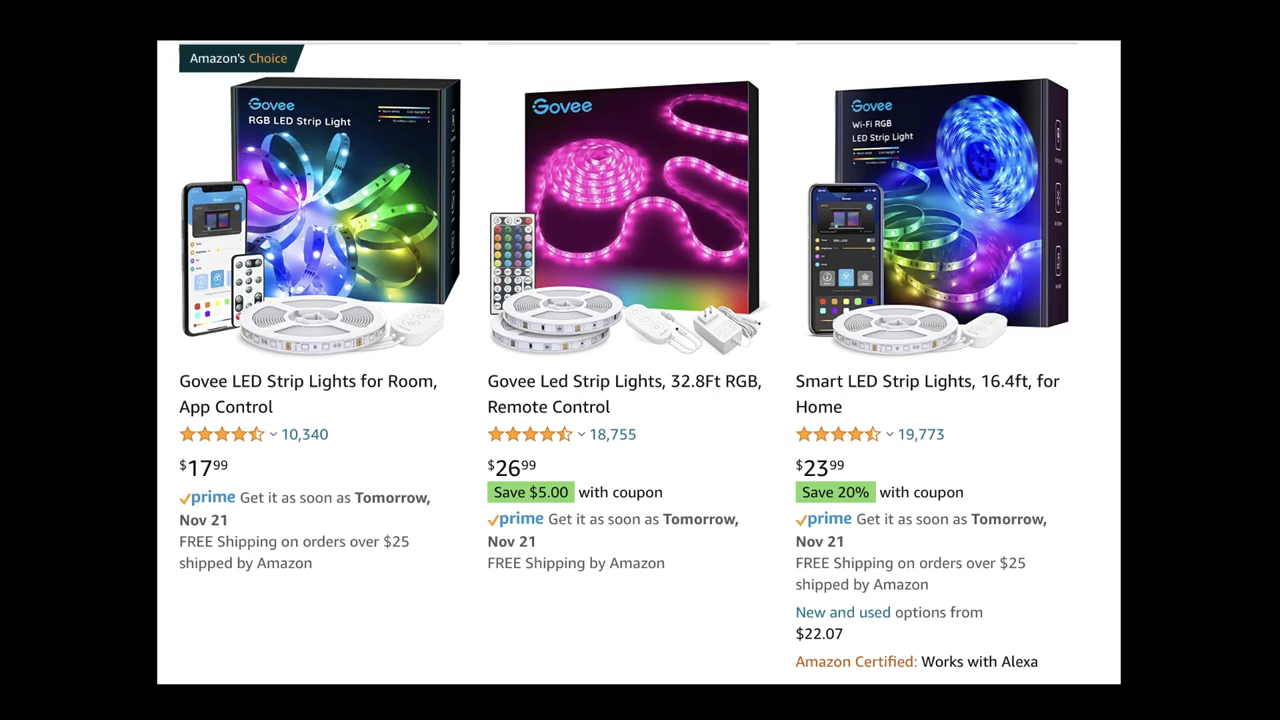 Amazon's Choice
Govee
RGB LED Strip Light
Govee
Govee
Wi-Fi RGB
LED Strip Light
Govee LED Strip Lights for Room,
App Control
10,340
$17.99
prime Get it as soon as Tomorrow,
Nov 21
FREE Shipping on orders over $25
shipped by Amazon
Govee Led Strip Lights, 32.8Ft RGB,
Remote Control
18,755
$26.99
Save $5.00 with coupon
prime Get it as soon as Tomorrow,
Nov 21
FREE Shipping by Amazon
Smart LED Strip Lights, 16.4ft, for
Home
19,773
$23.99
Save 20% with coupon
prime Get it as soon as Tomorrow,
Nov 21
FREE Shipping on orders over $25
shipped by Amazon
New and used options from
$22.07
Amazon Certified: Works with Alexa